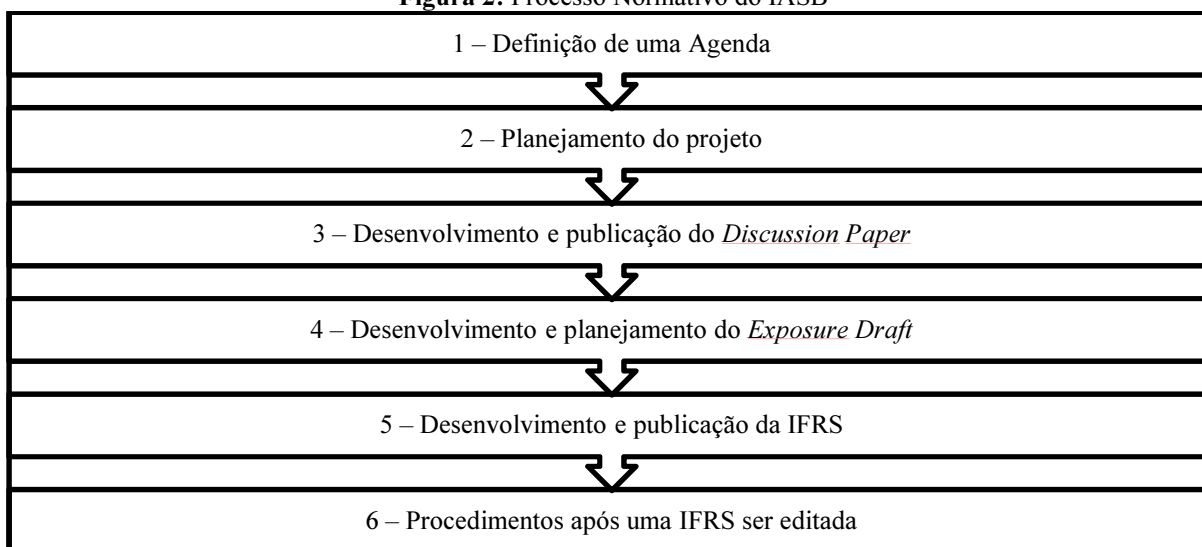 Figura 2: Processo Normativo do IASB
1 – Definição de uma Agenda
2 – Planejamento do projeto
3 – Desenvolvimento e publicação do Discussion Paper
4 – Desenvolvimento e planejamento do Exposure Draft
5 – Desenvolvimento e publicação da IFRS
6 – Procedimentos após uma IFRS ser editada